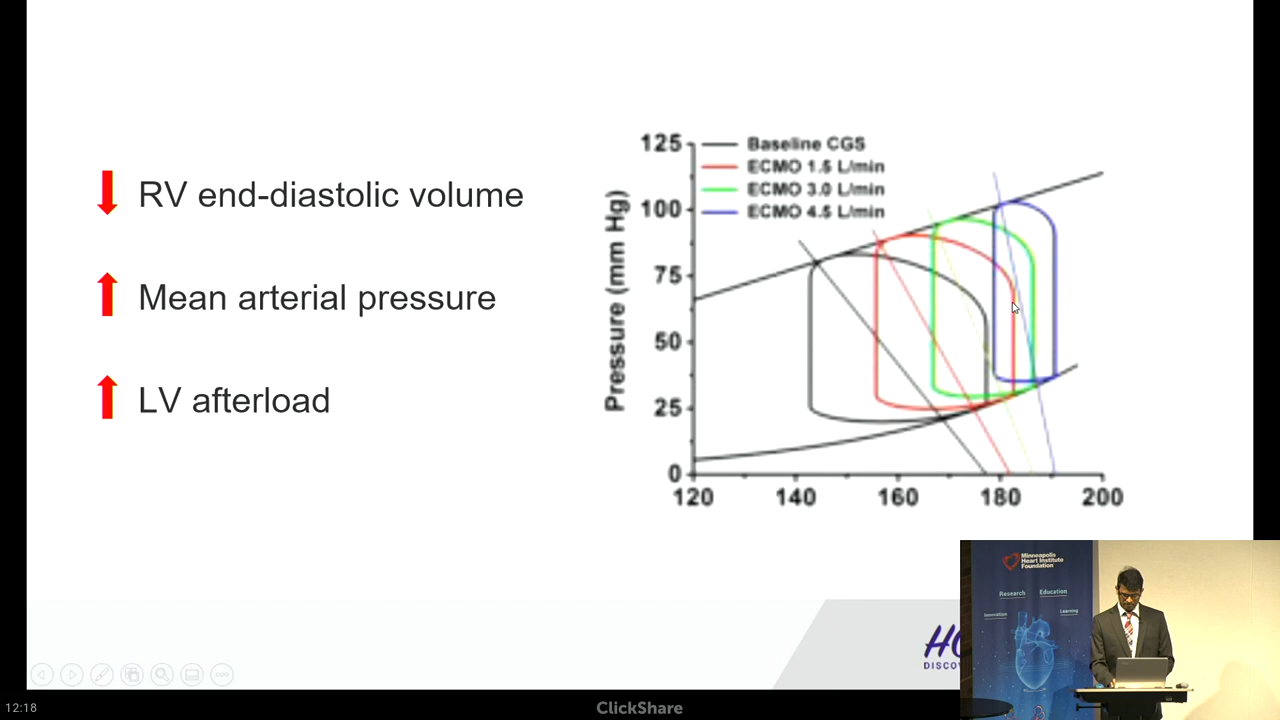 RV end-diastolic volume
Mean arterial pressure
LV afterload
Pressure (mm Hg)
125
100
75
50
25
0
120
140
160
180
200
Baseline CGS
ECMO 1.5 L/min
ECMO 3.0 L/min
ECMO 4.5 L/min
Minneapolis
Heart Institute
Foundation
Research
Education
Innovation
Learning
12:18
ClickShare